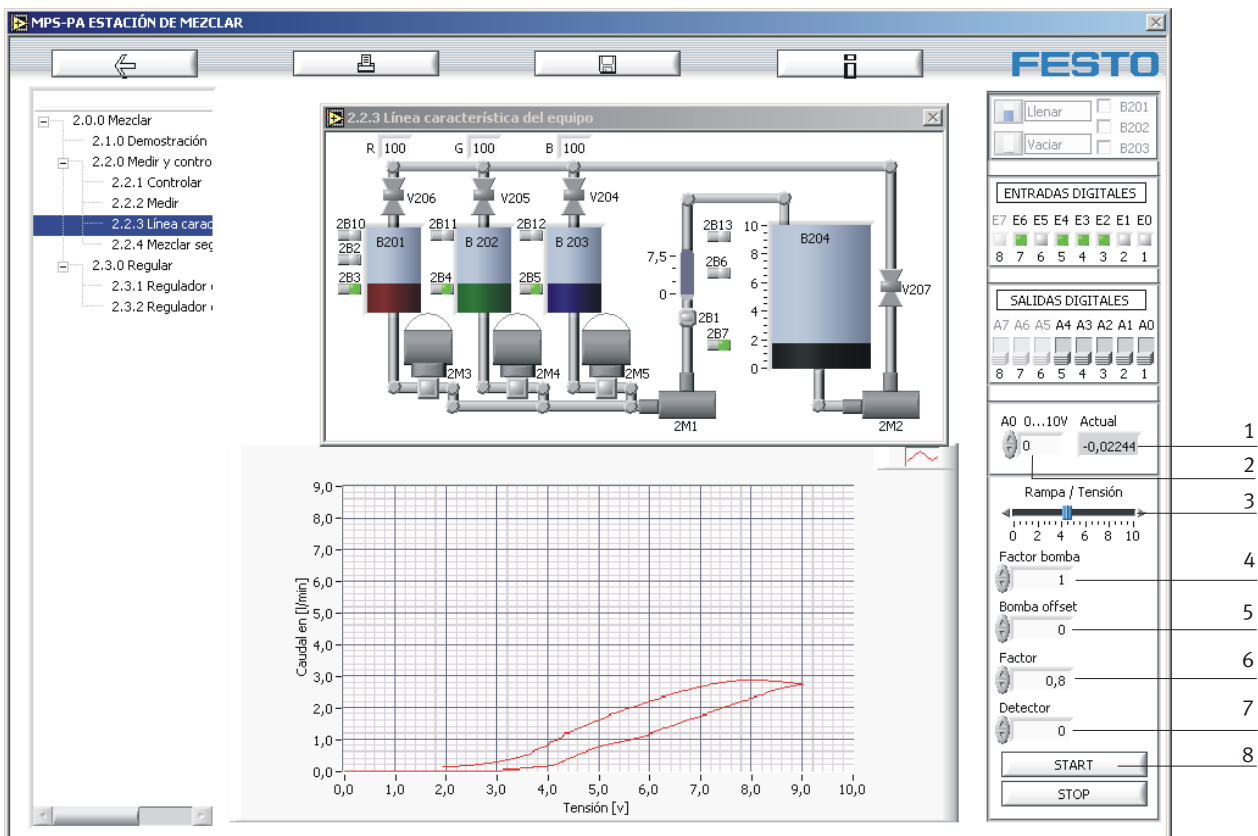 MPS-PA ESTACIÓN DE MEZCLAR
FESTO
2.0.0 Mezclar
2.1.0 Demostración
2.2.0 Medir y contro
2.2.1 Controlar
2.2.2 Medir
2.2.3 Línea carac
2.2.4 Mezclar seg
2.3.0 Regular
2.3.1 Regulador
2.3.2 Regulador
2.2.3 Línea característica del equipo
R 100 G 100 B 100
V206 V205 V204
2B10 2B11 2B12 2B13
B201 B 202 B 203 B204
2B2
2B3 2B4 2B5 2B6
7,5
0
10
8
6
4
2
0
V207
2B1
2B7
2M3 2M4 2M5
2M1 2M2
Llenar B201
B202
Vaciar B203
ENTRADAS DIGITALES
E7 E6 E5 E4 E3 E2 E1 E0
8 7 6 5 4 3 2 1
SALIDAS DIGITALES
A7 A6 A5 A4 A3 A2 A1 A0
8 7 6 5 4 3 2 1
A0 0...10V Actual
0 -0,02244
Rampa / Tensión
0 2 4 6 8 10
Factor bomba
1
Bomba offset
0
Factor
0,8
Detector
0
START
STOP
1
2
3
4
5
6
7
8
Caudal en [l/min]
9,0
8,0
7,0
6,0
5,0
4,0
3,0
2,0
1,0
0,0
0,0 1,0 2,0 3,0 4,0 5,0 6,0 7,0 8,0 9,0 10,0
Tensión [v]